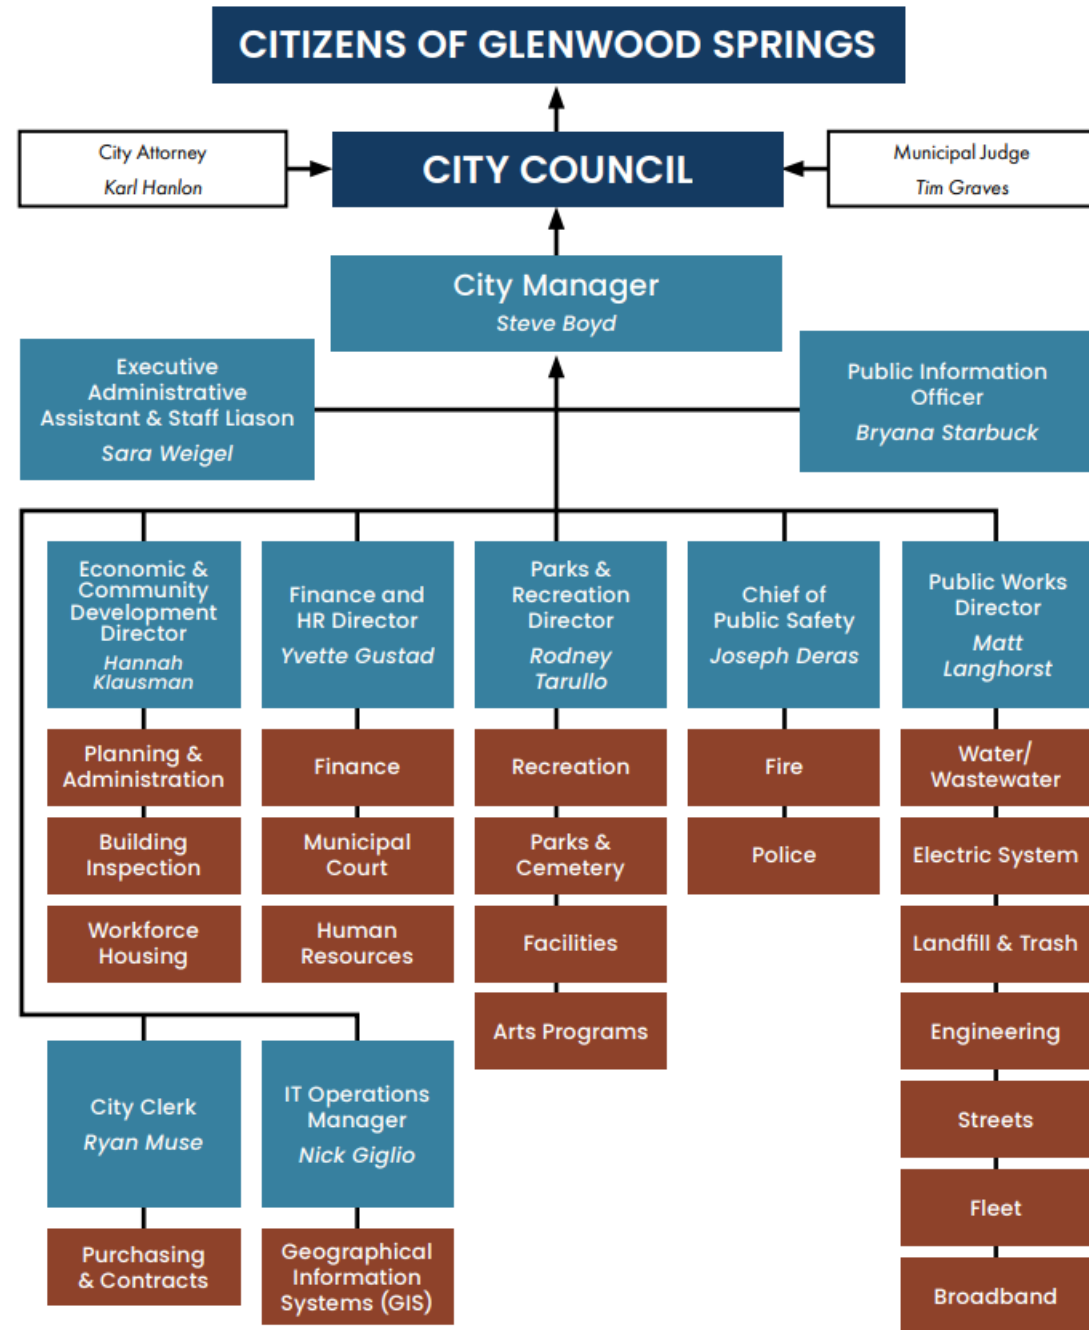 CITIZENS OF GLENWOOD SPRINGS
City Attorney
Karl Hanlon
CITY COUNCIL
Municipal Judge
Tim Graves
City Manager
Steve Boyd
Executive
Administrative
Assistant & Staff Liason
Sara Weigel
Public Information
Officer
Bryana Starbuck
Economic &
Community
Development
Director
Hannah
Klausman
Finance and
HR Director
Yvette Gustad
Parks &
Recreation
Director
Rodney
Tarullo
Chief of
Public Safety
Joseph Deras
Public Works
Director
Matt
Langhorst
Planning &
Administration
Building
Inspection
Workforce
Housing
Finance
Municipal
Court
Human
Resources
Recreation
Parks &
Cemetery
Facilities
Arts Programs
Fire
Police
Water/
Wastewater
Electric System
Landfill & Trash
Engineering
Streets
Fleet
Broadband
City Clerk
Ryan Muse
IT Operations
Manager
Nick Giglio
Purchasing
& Contracts
Geographical
Information
Systems (GIS)